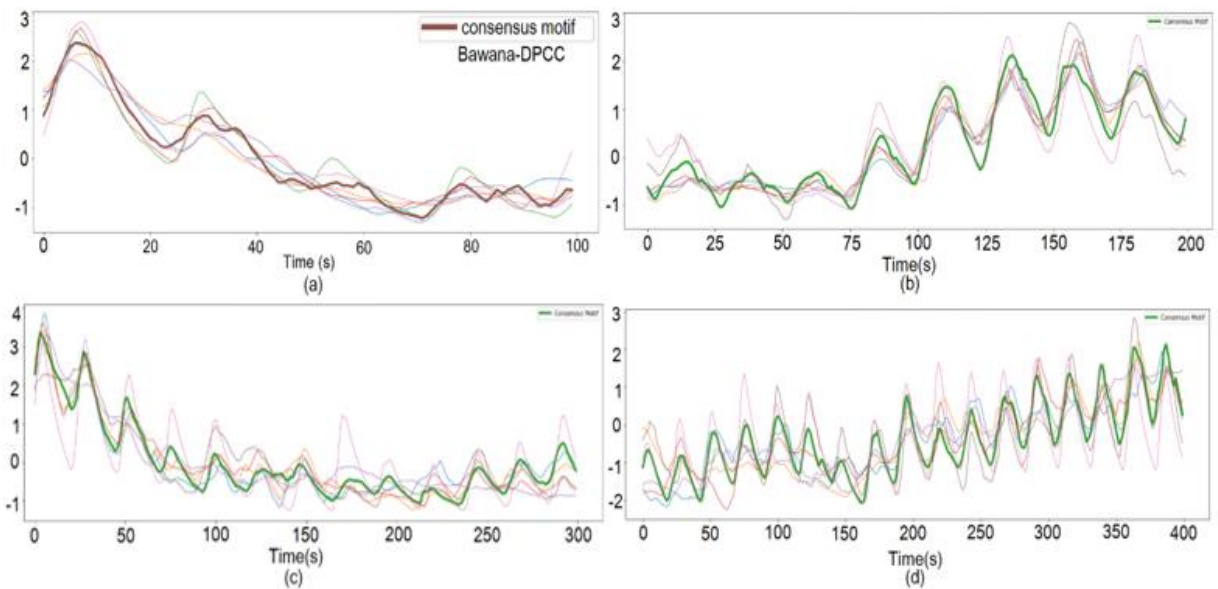 3
2
1
0
-1
consensus motif
Bawana-DPCC
0 20 40 60 80 100
Time (s)
(a)
3
2
1
0
-1
Consensus Motif
0 25 50 75 100 125 150 175 200
Time(s)
(b)
4
3
2
1
0
-1
Consensus Motif
0 50 100 150 200 250 300
Time(s)
(c)
3
2
1
0
-1
-2
Consensus Motif
0 50 100 150 200 250 300 350 400
Time(s)
(d)